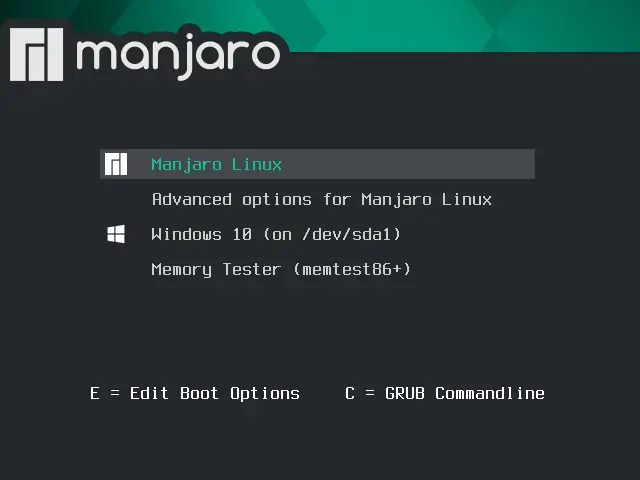 manjaro
Manjaro Linux
Advanced options for Manjaro Linux
Windows 10 (on /dev/sda1)
Memory Tester (memtest86+)
E = Edit Boot Options C = GRUB Commandline